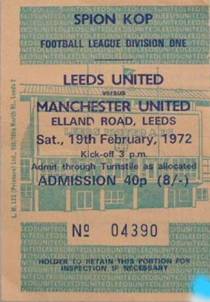 SPION KOP
FOOTBALL LEAGUE DIVISION ONE
LEEDS UNITED
versus
MANCHESTER UNITED
ELLAND ROAD, LEEDS
Sat., 19th February, 1972
Kick-off 3 p.m.
Admit through Turnstile as allocated
ADMISSION 40p (8/-)
Nº 04390
HOLDER TO RETAIN THIS PORTION FOR
INSPECTION IF NECESSARY